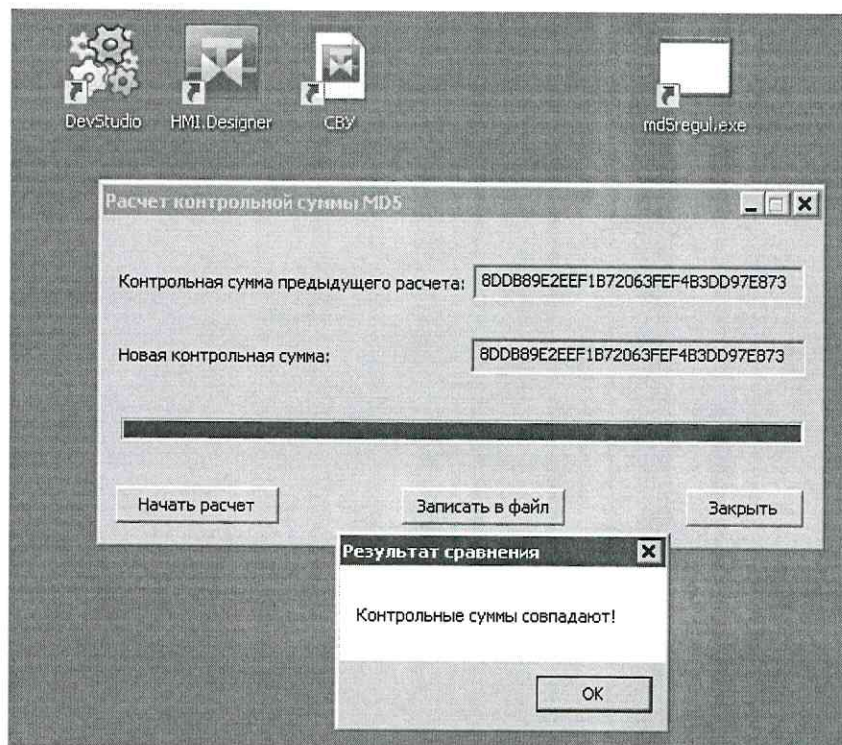 DevStudio
HMI.Designer
СВУ
md5regul.exe
Расчет контрольной суммы MD5
Контрольная сумма предыдущего расчета: 8DDB89E2EEF1B72063FEF4B3DD97E873
Новая контрольная сумма: 8DDB89E2EEF1B72063FEF4B3DD97E873
Начать расчет
Записать в файл
Закрыть
Результат сравнения
Контрольные суммы совпадают!
OK